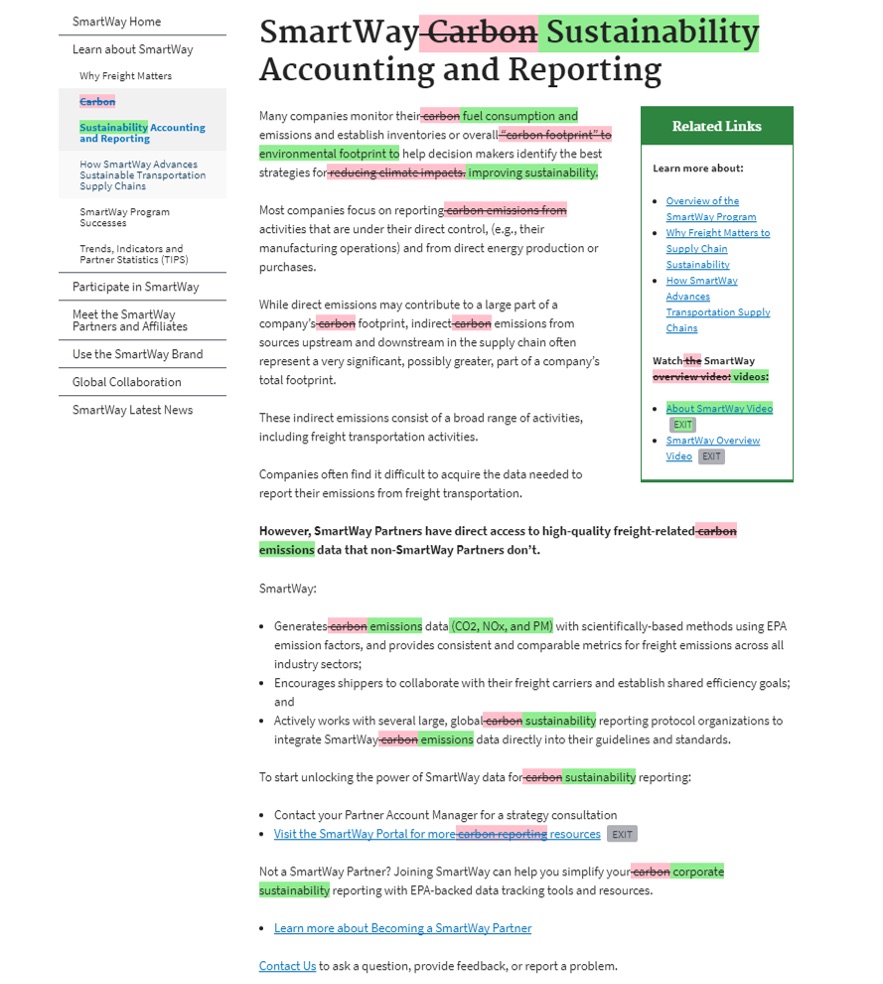 SmartWay Home
Learn about SmartWay
Why Freight Matters
Carbon
Sustainability Accounting
and Reporting
How SmartWay Advances
Sustainable Transportation
Supply Chains
SmartWay Program
Successes
Trends, Indicators and
Partner Statistics (TIPS)
Participate in SmartWay
Meet the SmartWay
Partners and Affiliates
Use the SmartWay Brand
Global Collaboration
SmartWay Latest News
SmartWay Carbon Sustainability
Accounting and Reporting
Many companies monitor their carbon fuel consumption and
emissions and establish inventories or overall "carbon footprint" to
environmental footprint to help decision makers identify the best
strategies for reducing climate impacts. improving sustainability.
Most companies focus on reporting carbon emissions from
activities that are under their direct control, (e.g., their
manufacturing operations) and from direct energy production or
purchases.
While direct emissions may contribute to a large part of a
company's carbon footprint, indirect carbon emissions from
sources upstream and downstream in the supply chain often
represent a very significant, possibly greater, part of a company's
total footprint.
These indirect emissions consist of a broad range of activities,
including freight transportation activities.
Companies often find it difficult to acquire the data needed to
report their emissions from freight transportation.
However, SmartWay Partners have direct access to high-quality freight-related carbon
emissions data that non-SmartWay Partners don't.
SmartWay:
• Generates carbon emissions data (CO2, NOx, and PM) with scientifically-based methods using EPA
emission factors, and provides consistent and comparable metrics for freight emissions across all
industry sectors;
• Encourages shippers to collaborate with their freight carriers and establish shared efficiency goals;
and
• Actively works with several large, global carbon sustainability reporting protocol organizations to
integrate SmartWay carbon emissions data directly into their guidelines and standards.
To start unlocking the power of SmartWay data for carbon sustainability reporting:
• Contact your Partner Account Manager for a strategy consultation
• Visit the SmartWay Portal for more carbon reporting resources EXIT
Not a SmartWay Partner? Joining SmartWay can help you simplify your carbon corporate
sustainability reporting with EPA-backed data tracking tools and resources.
• Learn more about Becoming a SmartWay Partner
Contact Us to ask a question, provide feedback, or report a problem.
Related Links
Learn more about:
• Overview of the
SmartWay Program
• Why Freight Matters to
Supply Chain
Sustainability
• How SmartWay
Advances
Transportation Supply
Chains
Watch the SmartWay
overview video: videos:
• About SmartWay Video
EXIT
• SmartWay Overview
Video EXIT